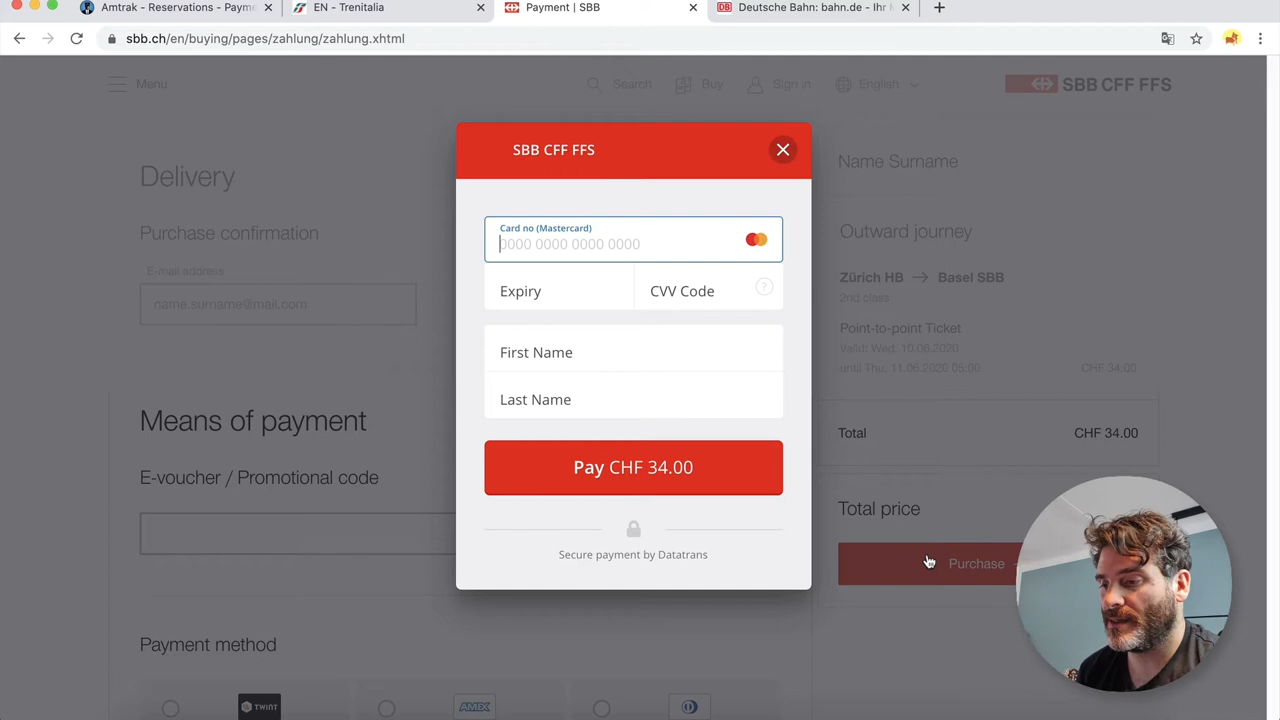 Amtrak - Reservations - Payme
EN - Trenitalia
Payment | SBB
Deutsche Bahn: bahn.de - Ihr M
sbb.ch/en/buying/pages/zahlung/zahlung.xhtml
Menu
Search
Buy
Sign in
English
SBB CFF FFS
Delivery
Purchase confirmation
E-mail address
name.surname@mail.com
Means of payment
E-voucher / Promotional code
Payment method
TWINT
AMEX
SBB CFF FFS
Card no (Mastercard)
0000 0000 0000 0000
Expiry
CVV Code
?
First Name
Last Name
Pay CHF 34.00
Secure payment by Datatrans
Name Surname
Outward journey
Zürich HB → Basel SBB
2nd class
Point-to-point Ticket
Valid: Wed, 10.06.2020
until Thu, 11.06.2020 05:00
CHF 34.00
Total
CHF 34.00
Total price
Purchase